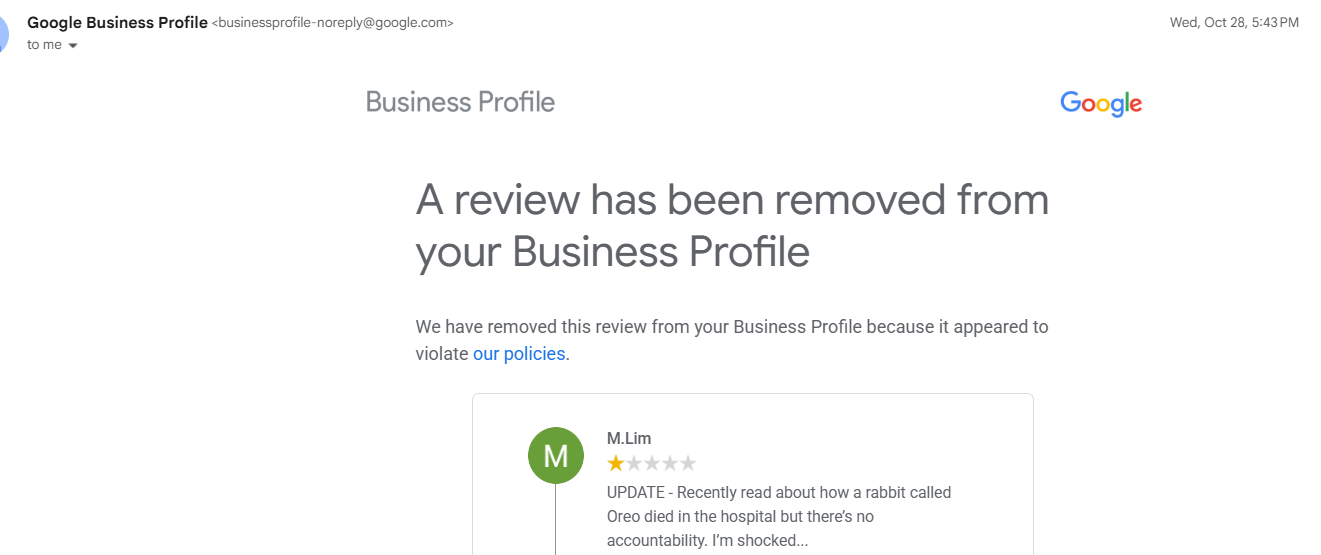 Google Business Profile <businessprofile-noreply@google.com>
Wed, Oct 28, 5:43 PM
to me
Business Profile
Google
A review has been removed from
your Business Profile
We have removed this review from your Business Profile because it appeared to
violate our policies.
M
M.Lim
UPDATE - Recently read about how a rabbit called
Oreo died in the hospital but there’s no
accountability. I’m shocked...